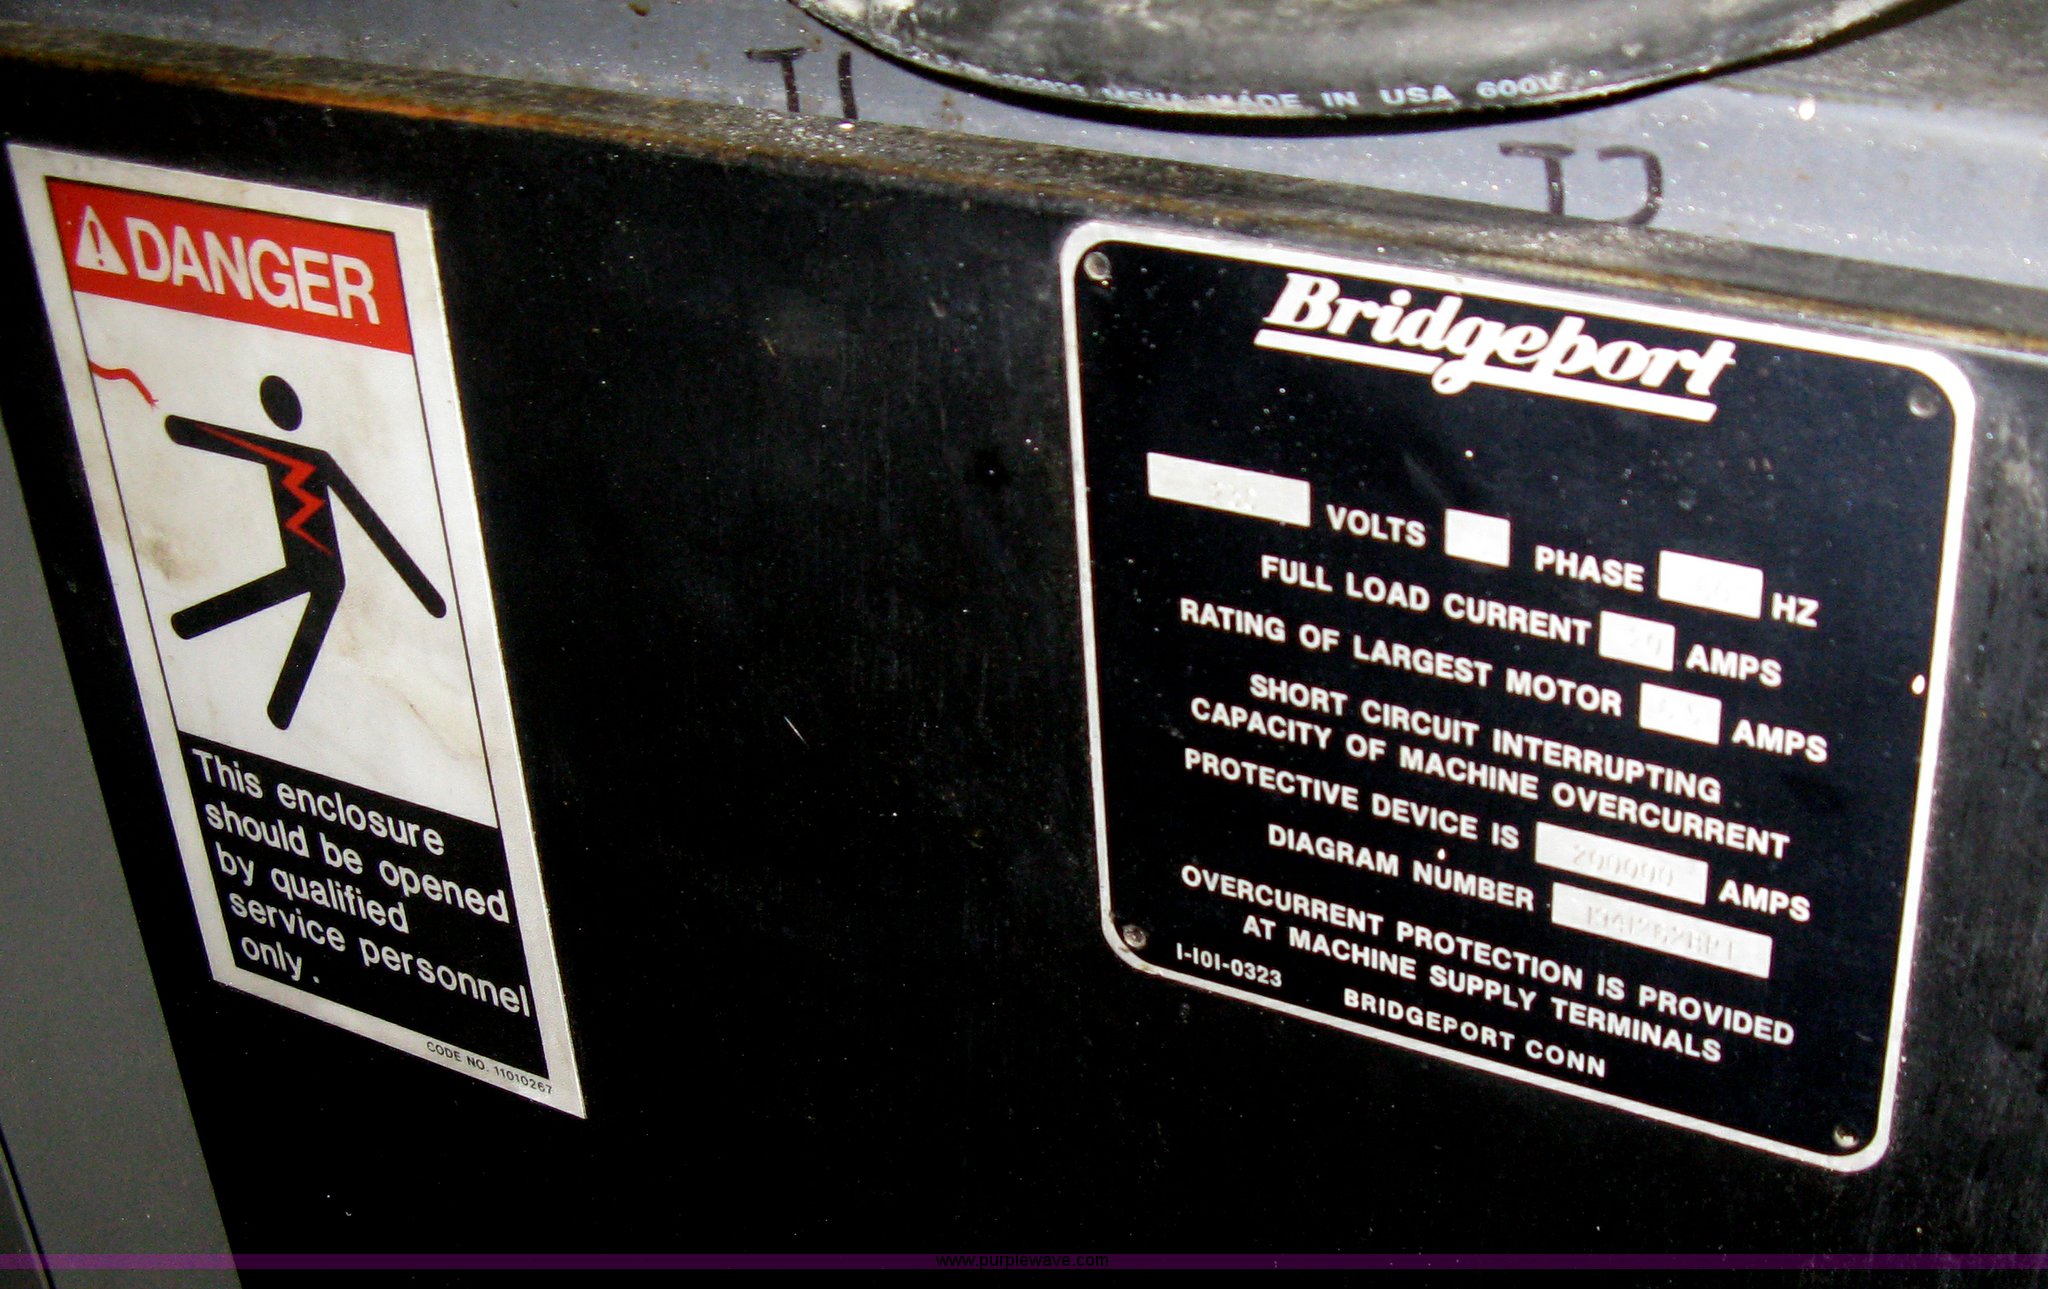 T1
MADE IN USA 600V
DANGER
This enclosure
should be opened
by qualified
service personnel
only.
CODE NO. 11010267
Bridgeport
VOLTS PHASE HZ
FULL LOAD CURRENT AMPS
RATING OF LARGEST MOTOR AMPS
SHORT CIRCUIT INTERRUPTING
CAPACITY OF MACHINE OVERCURRENT
PROTECTIVE DEVICE IS 200000 AMPS
DIAGRAM NUMBER
OVERCURRENT PROTECTION IS PROVIDED
AT MACHINE SUPPLY TERMINALS
1-101-0323
BRIDGEPORT CONN
www.purplewave.com